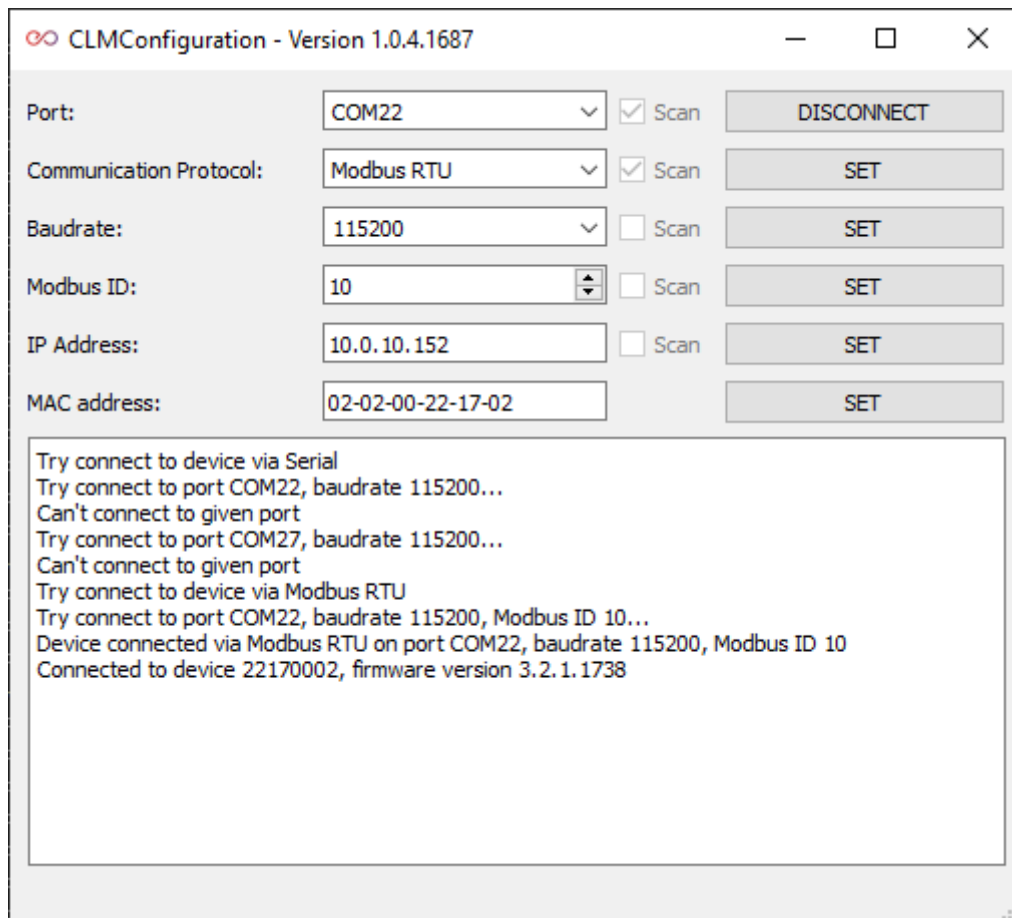 CLMConfiguration - Version 1.0.4.1687
Port: COM22 Scan DISCONNECT
Communication Protocol: Modbus RTU Scan SET
Baudrate: 115200 Scan SET
Modbus ID: 10 Scan SET
IP Address: 10.0.10.152 Scan SET
MAC address: 02-02-00-22-17-02 SET
Try connect to device via Serial
Try connect to port COM22, baudrate 115200...
Can't connect to given port
Try connect to port COM27, baudrate 115200...
Can't connect to given port
Try connect to device via Modbus RTU
Try connect to port COM22, baudrate 115200, Modbus ID 10...
Device connected via Modbus RTU on port COM22, baudrate 115200, Modbus ID 10
Connected to device 22170002, firmware version 3.2.1.1738